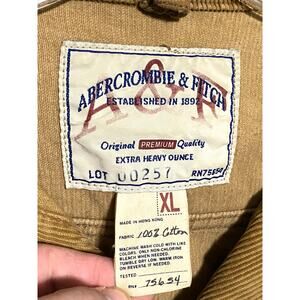 A&F
ABERCROMBIE & FITCH
ESTABLISHED IN 1892
Original PREMIUM Quality
EXTRA HEAVY OUNCE
LOT 00257 RN75654
XL
MADE IN HONG KONG
FABRIC 100% Cotton
MACHINE WASH COLD WITH LIKE
COLORS. ONLY NON-CHLORINE
BLEACH WHEN NEEDED.
TUMBLE DRY LOW. WARM IRON
ON REVERSE IF NEEDED.
TESTED
RN# 75654